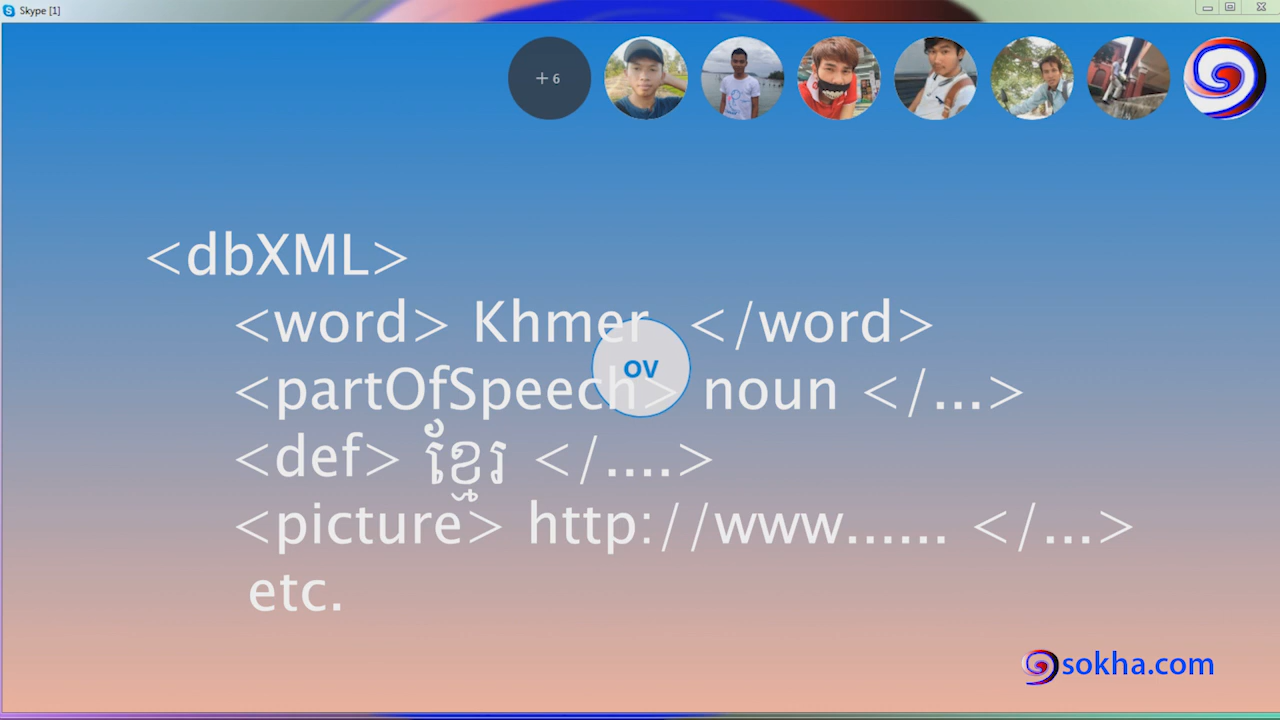 Skype [1]
+ 6
<dbXML>
<word> Khmer </word>
OV
<partOfSpeech> noun </...>
<def> ខ្មែរ </....>
<picture> http://www...... </...>
etc.
sokha.com